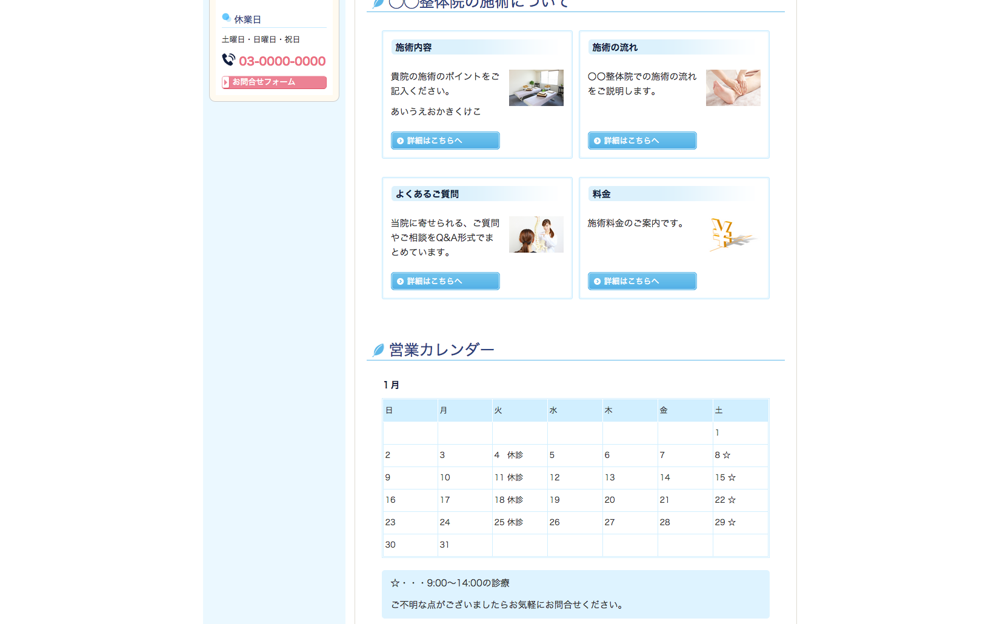 休業日
土曜日・日曜日・祝日
03-0000-0000
お問合せフォーム
〇〇整体院の施術について
施術内容
貴院の施術のポイントをご
記入ください。
あいうえおかきくけこ
詳細はこちらへ
施術の流れ
〇〇整体院での施術の流れ
をご説明します。
詳細はこちらへ
よくあるご質問
当院に寄せられる、ご質問
やご相談をQ&A形式でま
とめています。
詳細はこちらへ
料金
施術料金のご案内です。
詳細はこちらへ
営業カレンダー
1 月
日 月 火 水 木 金 土
1
2 3 4 休診 5 6 7 8 ☆
9 10 11 休診 12 13 14 15 ☆
16 17 18 休診 19 20 21 22 ☆
23 24 25 休診 26 27 28 29 ☆
30 31
☆・・・9:00〜14:00の診療
ご不明な点がございましたらお気軽にお問合せください。